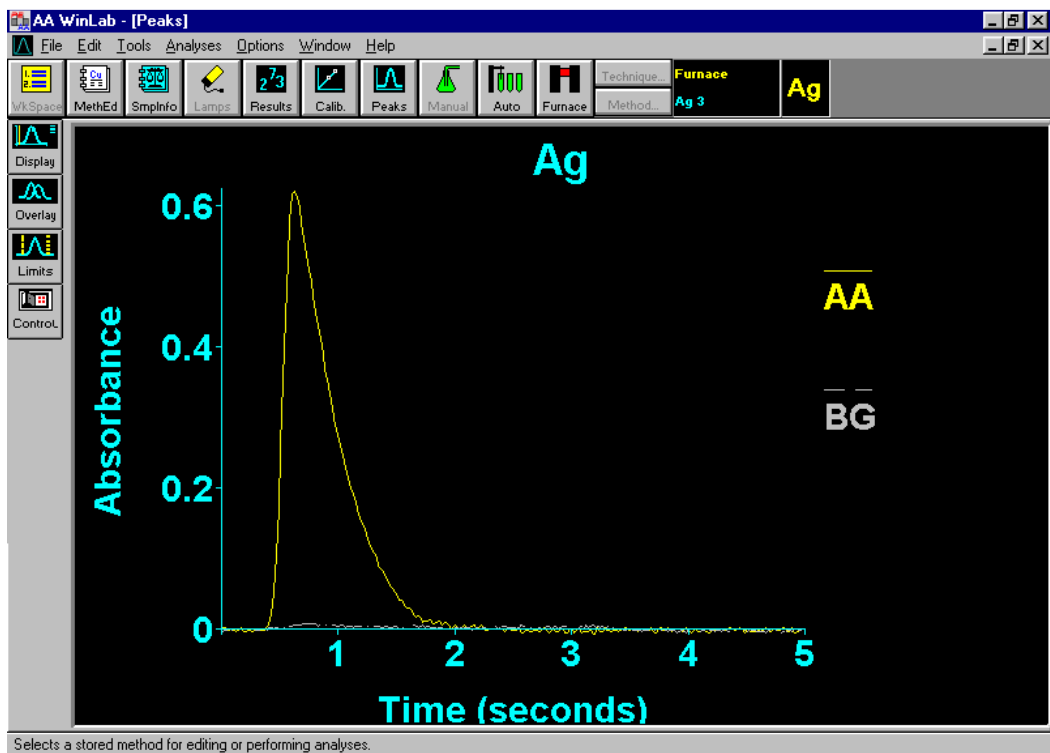 AA WinLab - [Peaks]
File Edit Tools Analyses Options Window Help
WkSpace MethEd SmpInfo Lamps Results Calib. Peaks Manual Auto Furnace
Technique...
Method...
Furnace
Ag 3
Ag
Display
Overlay
Limits
Control
Ag
Absorbance
0.6
0.4
0.2
0
1 2 3 4 5
Time (seconds)
AA
BG
Selects a stored method for editing or performing analyses.